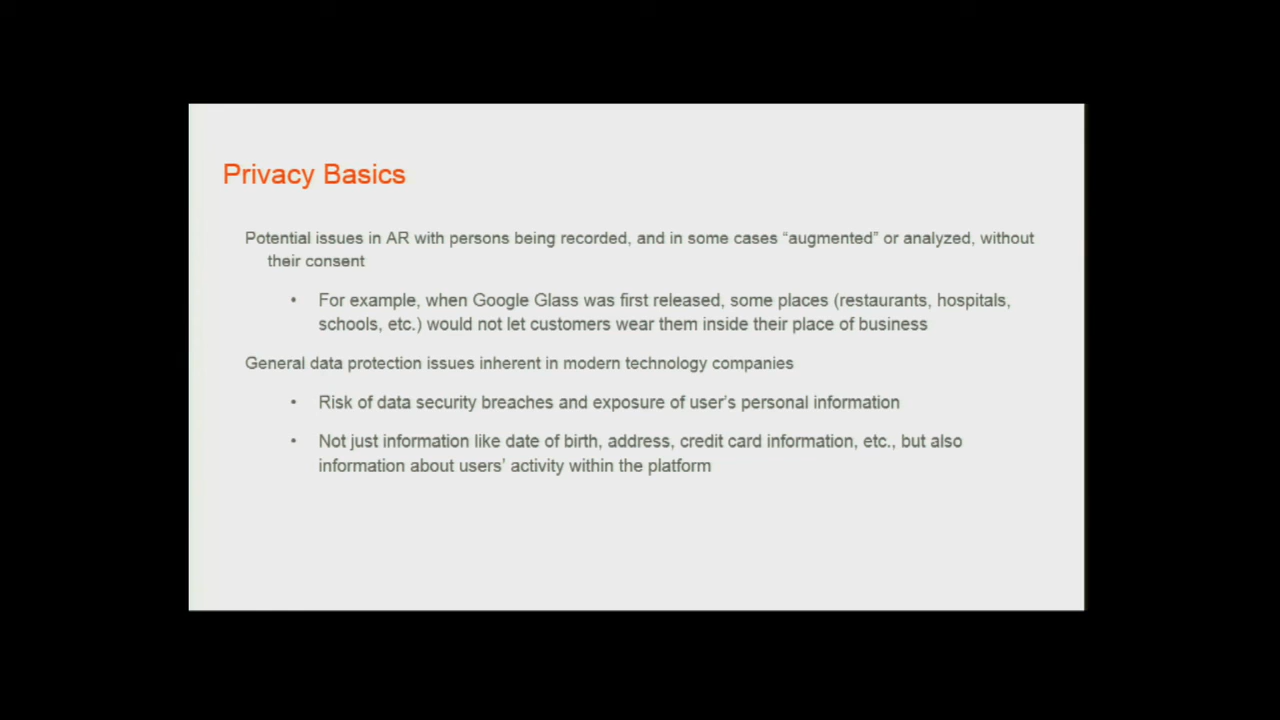 Privacy Basics
Potential issues in AR with persons being recorded, and in some cases “augmented” or analyzed, without
their consent
• For example, when Google Glass was first released, some places (restaurants, hospitals,
schools, etc.) would not let customers wear them inside their place of business
General data protection issues inherent in modern technology companies
• Risk of data security breaches and exposure of user’s personal information
• Not just information like date of birth, address, credit card information, etc., but also
information about users’ activity within the platform